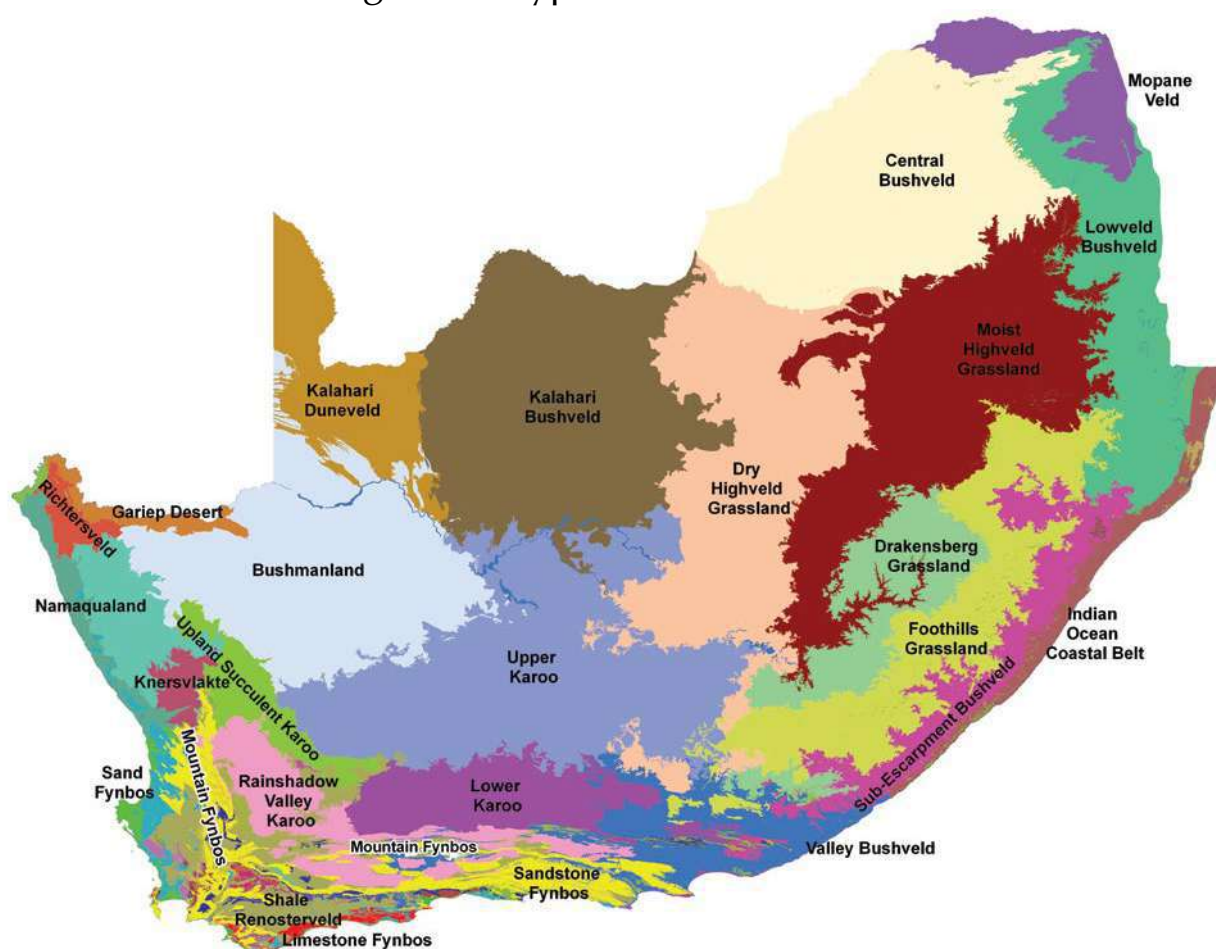 Mopane
Veld
Central
Bushveld
Lowveld
Bushveld
Moist
Highveld
Grassland
Kalahari
Duneveld
Kalahari
Bushveld
Dry
Highveld
Grassland
Richtersveld
Gariep Desert
Bushmanland
Drakensberg
Grassland
Namaqualand
Indian
Ocean
Coastal Belt
Foothills
Grassland
Upland Succulent Karoo
Upper
Karoo
Knersvlakte
Sub-Escarpment Bushveld
Mountain Fynbos
Sand
Fynbos
Rainshadow
Valley
Karoo
Lower
Karoo
Mountain Fynbos
Valley Bushveld
Sandstone
Fynbos
Shale
Renosterveld
Limestone Fynbos